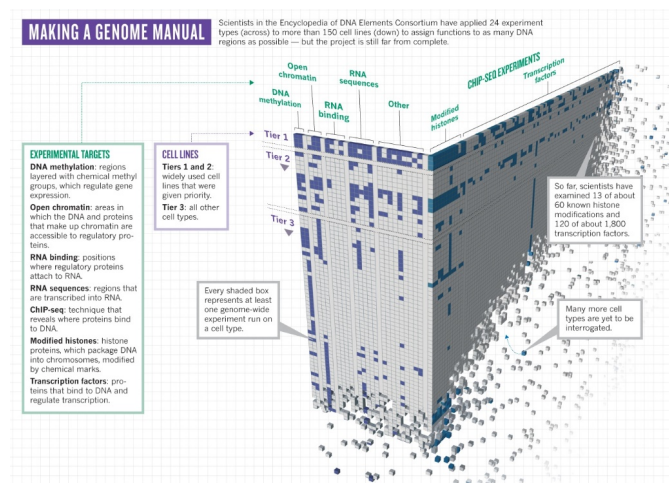 MAKING A GENOME MANUAL
Scientists in the Encyclopedia of DNA Elements Consortium have applied 24 experiment
types (across) to more than 150 cell lines (down) to assign functions to as many DNA
regions as possible — but the project is still far from complete.
DNA
methylation
Open
chromatin
RNA
binding
RNA
sequences
Other
CHIP-SEQ EXPERIMENTS
Modified
histones
Transcription
factors
Tier 1
Tier 2
Tier 3
EXPERIMENTAL TARGETS
DNA methylation: regions
layered with chemical methyl
groups, which regulate gene
expression.
Open chromatin: areas in
which the DNA and proteins
that make up chromatin are
accessible to regulatory pro-
teins.
RNA binding: positions
where regulatory proteins
attach to RNA.
RNA sequences: regions that
are transcribed into RNA.
ChIP-seq: technique that
reveals where proteins bind
to DNA.
Modified histones: histone
proteins, which package DNA
into chromosomes, modified
by chemical marks.
Transcription factors: pro-
teins that bind to DNA and
regulate transcription.
CELL LINES
Tiers 1 and 2:
widely used cell
lines that were
given priority.
Tier 3: all other
cell types.
Every shaded box
represents at least
one genome-wide
experiment run on
a cell type.
So far, scientists have
examined 13 of about
60 known histone
modifications and
120 of about 1,800
transcription factors.
Many more cell
types are yet to be
interrogated.